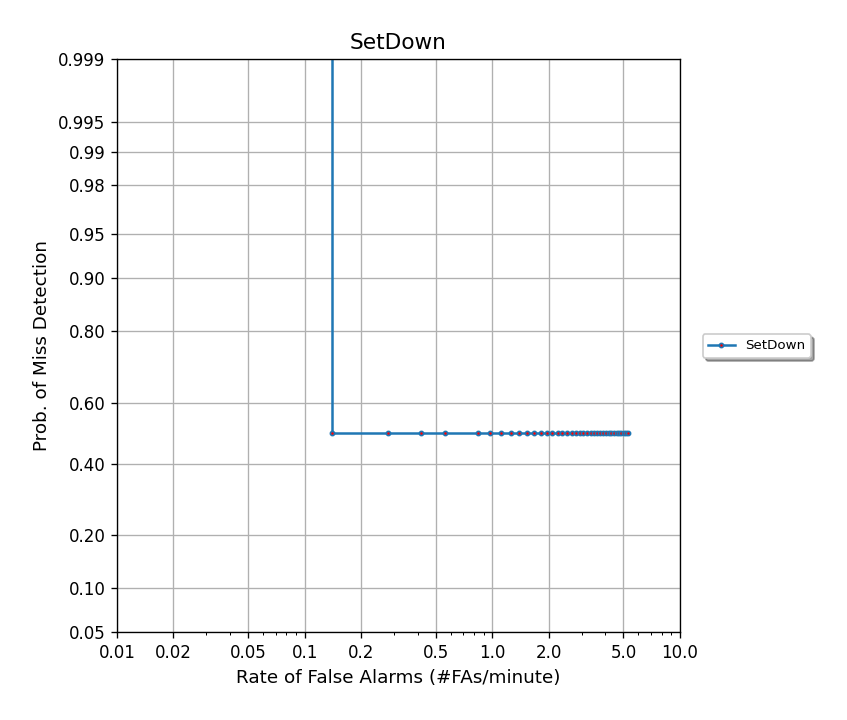 SetDown
0.999
0.995
0.99
0.98
0.95
0.90
0.80
0.60
0.40
0.20
0.10
0.05
Prob. of Miss Detection
0.01 0.02 0.05 0.1 0.2 0.5 1.0 2.0 5.0 10.0
Rate of False Alarms (#FAs/minute)
SetDown